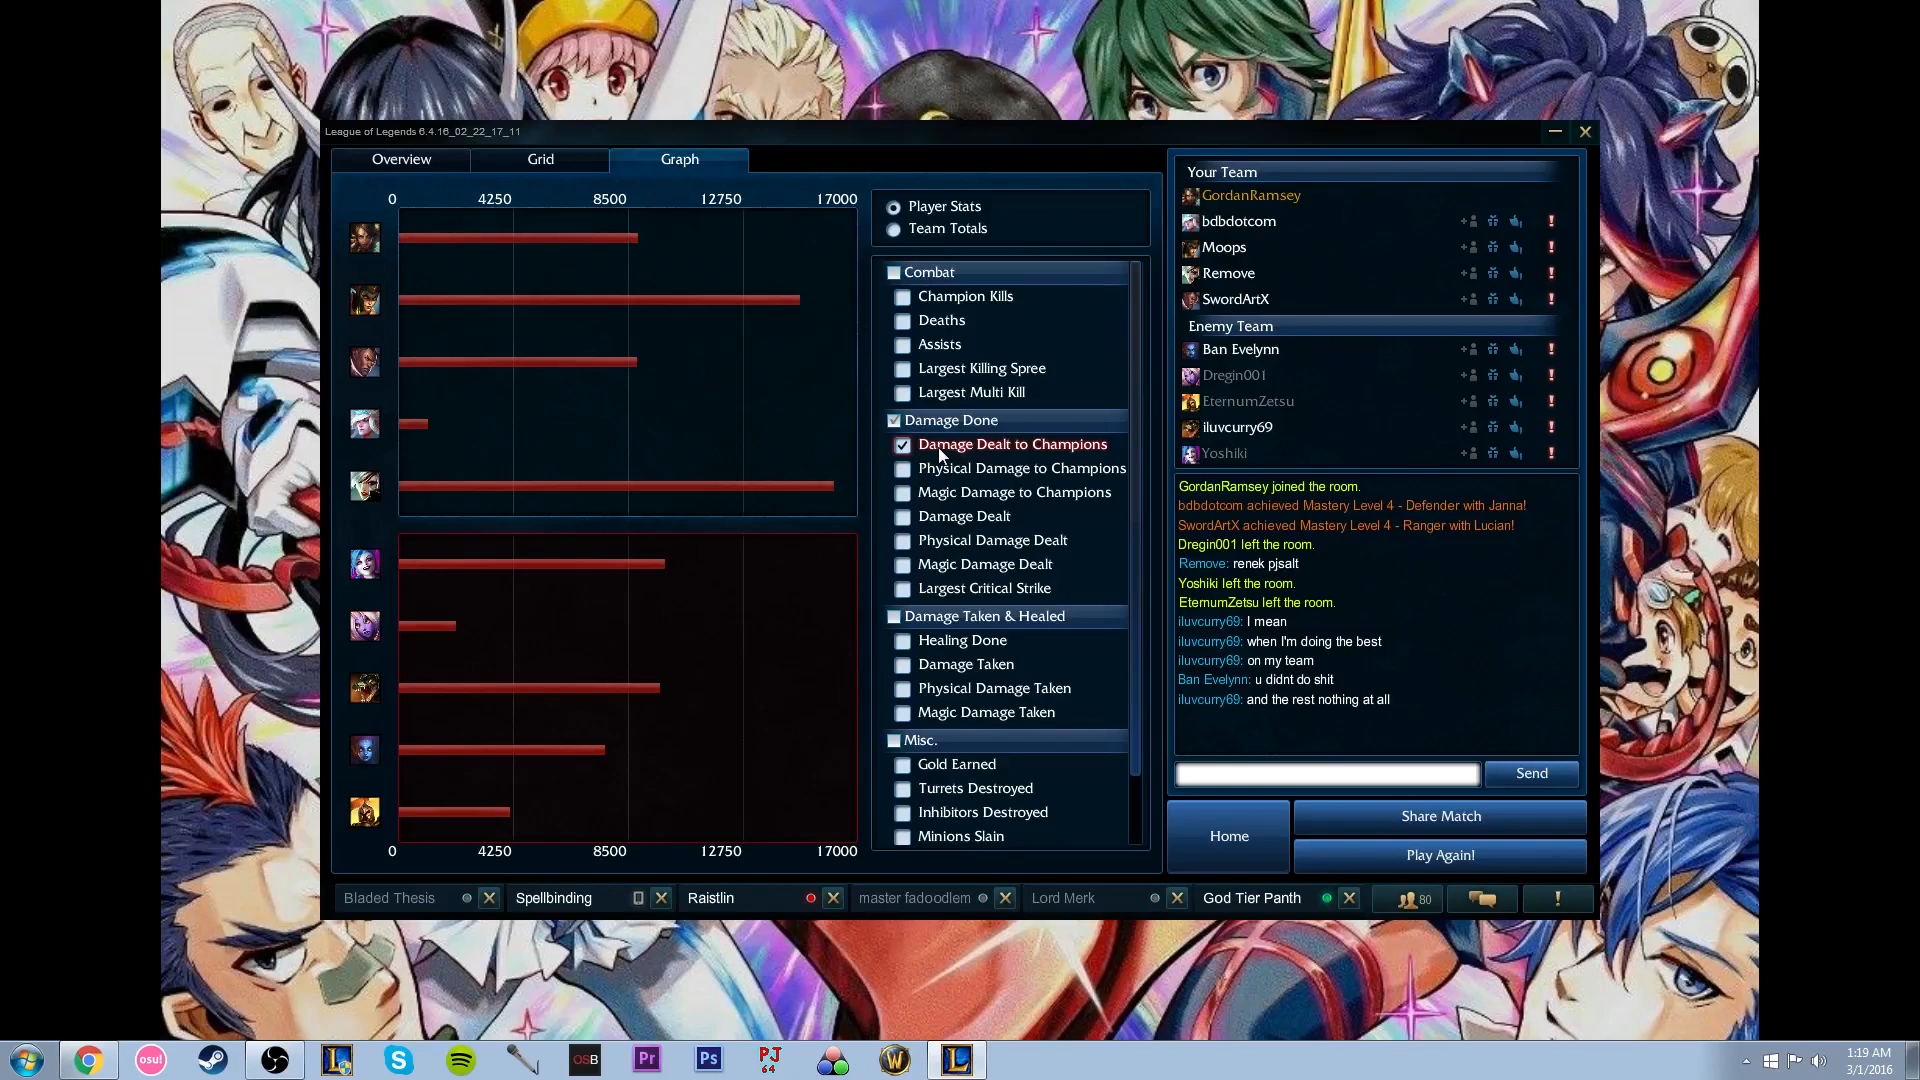 League of Legends 6.4.16_02_22_17_11
Overview
Grid
Graph
0 4250 8500 12750 17000
0 4250 8500 12750 17000
Player Stats
Team Totals
Combat
Champion Kills
Deaths
Assists
Largest Killing Spree
Largest Multi Kill
Damage Done
Damage Dealt to Champions
Physical Damage to Champions
Magic Damage to Champions
Damage Dealt
Physical Damage Dealt
Magic Damage Dealt
Largest Critical Strike
Damage Taken & Healed
Healing Done
Damage Taken
Physical Damage Taken
Magic Damage Taken
Misc.
Gold Earned
Turrets Destroyed
Inhibitors Destroyed
Minions Slain
Your Team
GordanRamsey
bdbdotcom
Moops
Remove
SwordArtX
Enemy Team
Ban Evelynn
Dregin001
EternumZetsu
iluvcurry69
Yoshiki
GordanRamsey joined the room.
bdbdotcom achieved Mastery Level 4 - Defender with Janna!
SwordArtX achieved Mastery Level 4 - Ranger with Lucian!
Dregin001 left the room.
Remove: renek pjsalt
Yoshiki left the room.
EternumZetsu left the room.
iluvcurry69: I mean
iluvcurry69: when I'm doing the best
iluvcurry69: on my team
Ban Evelynn: u didnt do shit
iluvcurry69: and the rest nothing at all
Send
Home
Share Match
Play Again!
Bladed Thesis
Spellbinding
Raistlin
master fadoodlem
Lord Merk
God Tier Panth
80
osu!
OSB
Pr
Ps
PJ
64
1:19 AM
3/1/2016